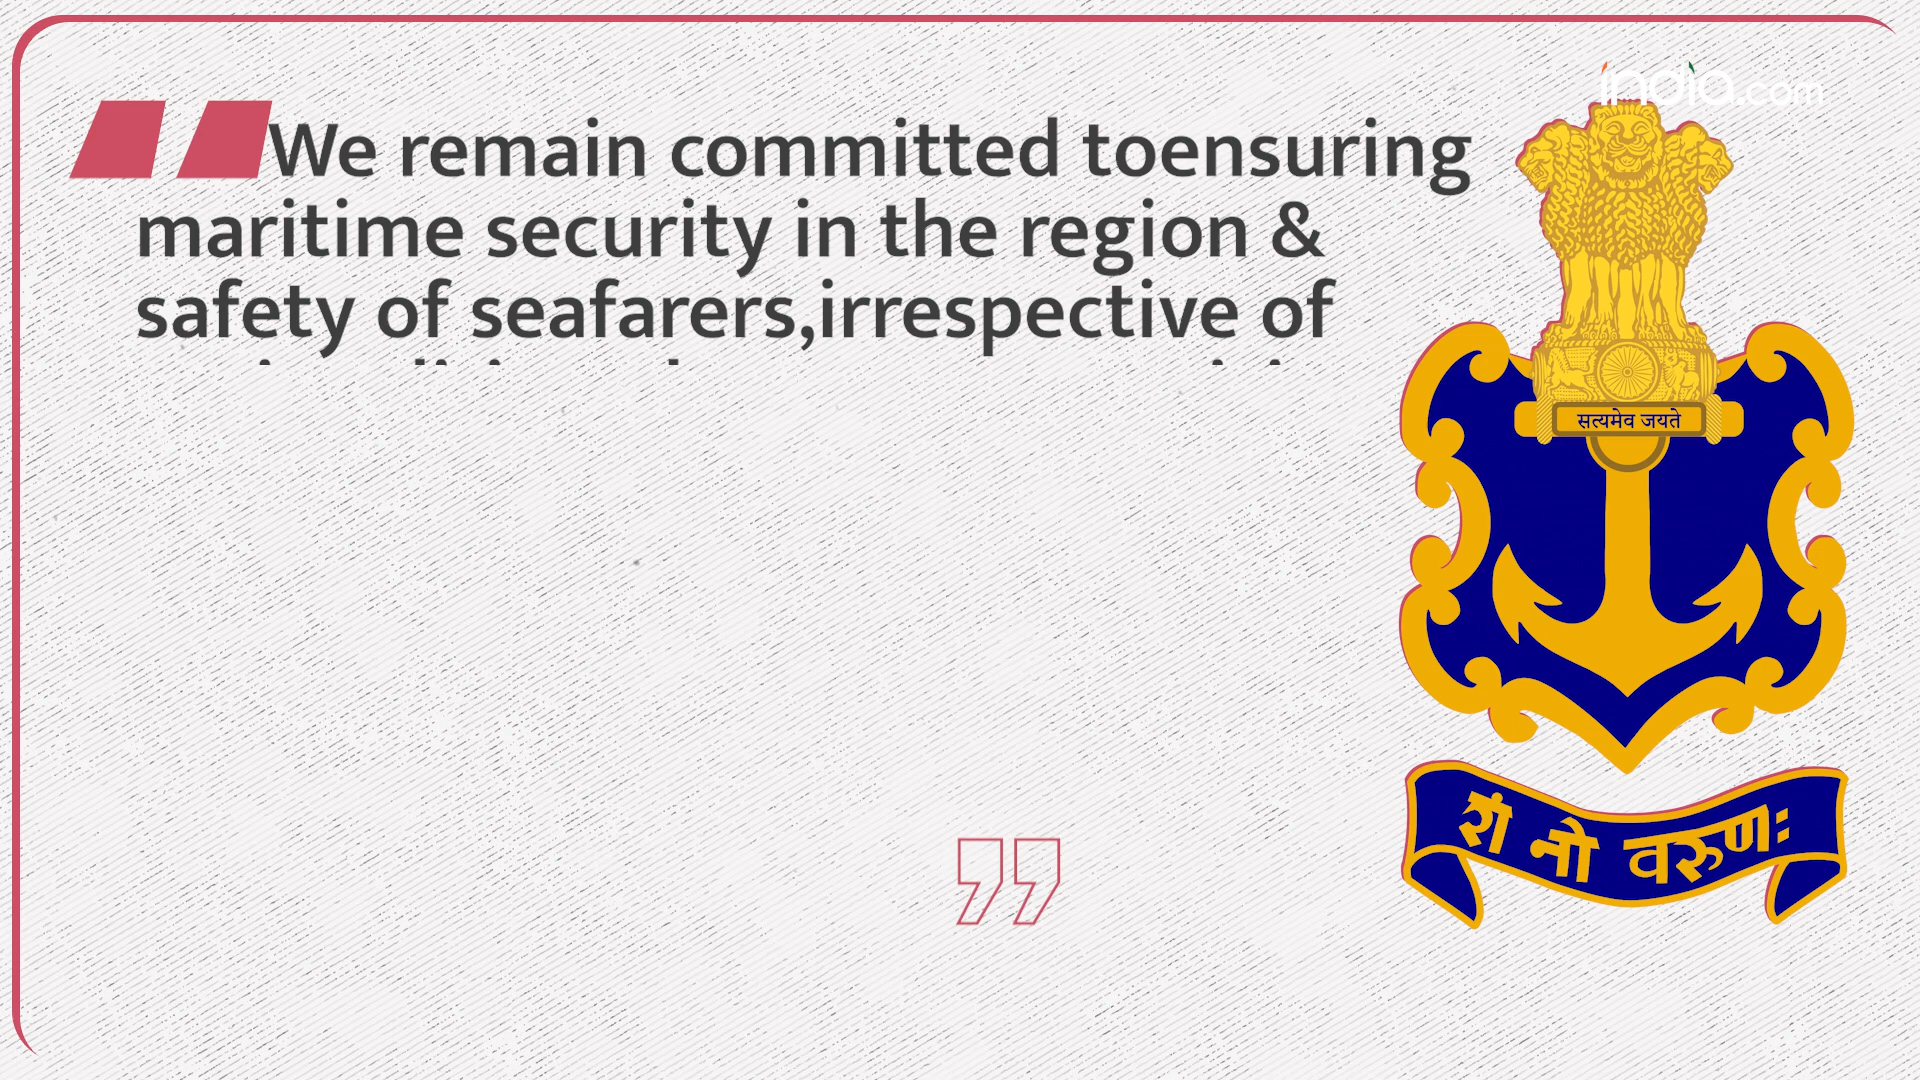 india.com
We remain committed toensuring
maritime security in the region &
safety of seafarers,irrespective of
सत्यमेव जयते
शं नो वरुणः